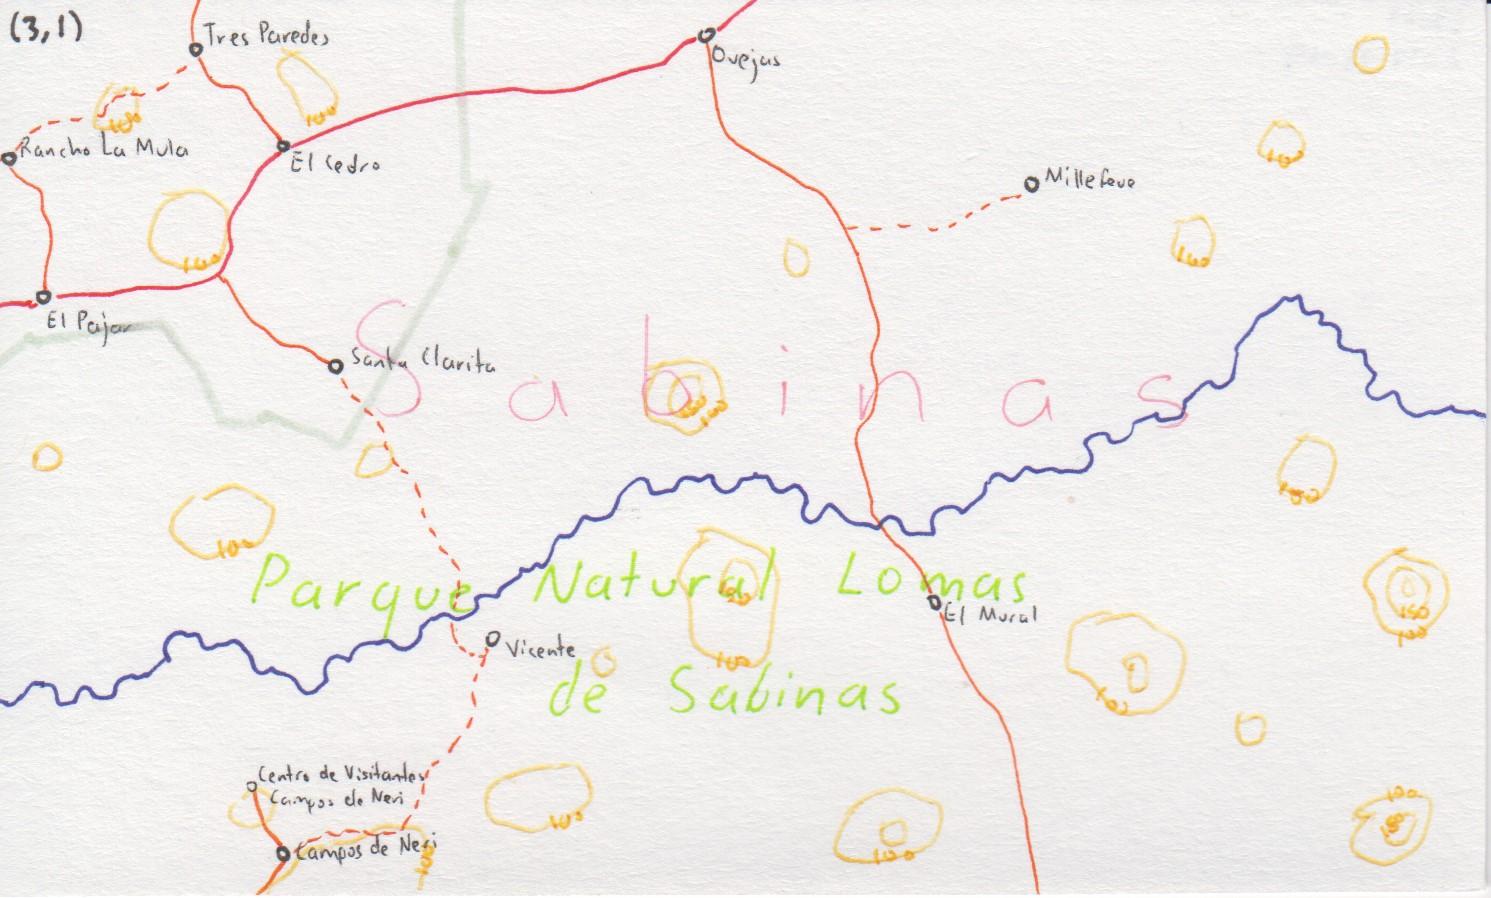 (3,1)
Tres Paredes
Ovejas
100
100
Rancho La Mula
El Cedro
100
Millefeve
100
100
El Pajar
Santa Clarita
Sabinas
100
100
100
Parque Natural Lomas
150
100
El Mural
Vicente
100
100
de Sabinas
Centro de Visitantes
Campos de Neri
100
100
100
150
Campos de Neri
100